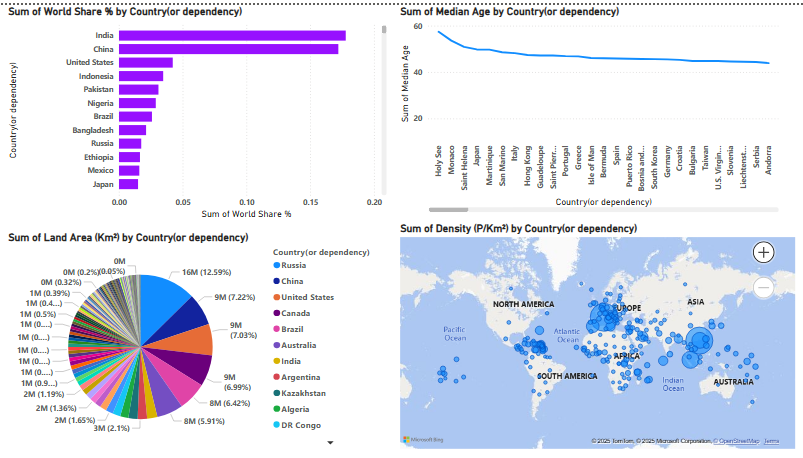 Sum of World Share % by Country(or dependency)
Country(or dependency)
India
China
United States
Indonesia
Pakistan
Nigeria
Brazil
Bangladesh
Russia
Ethiopia
Mexico
Japan
0.00 0.05 0.10 0.15 0.20
Sum of World Share %
Sum of Median Age by Country(or dependency)
Sum of Median Age
60
40
20
Holy See
Monaco
Saint Helena
Japan
Martinique
San Marino
Italy
Hong Kong
Guadeloupe
Saint Pierr...
Portugal
Greece
Isle of Man
Bermuda
Spain
Puerto Rico
Bosnia and...
South Korea
Germany
Croatia
Bulgaria
Taiwan
U.S. Virgin...
Slovenia
Liechtenst...
Serbia
Andorra
Country(or dependency)
Sum of Land Area (Km²) by Country(or dependency)
0M
0M (0.2%)
(0.05%)
0M (0.32%)
1M (0.39%)
1M (0.4...)
1M (0.5%)
1M (0....)
1M (0....)
1M (0....)
1M (0....)
1M (0.9...)
2M (1.19%)
2M (1.36%)
2M (1.65%)
3M (2.1%)
8M (5.91%)
8M (6.42%)
9M
(6.99%)
9M
(7.03%)
9M (7.22%)
16M (12.59%)
Country(or dependency)
Russia
China
United States
Canada
Brazil
Australia
India
Argentina
Kazakhstan
Algeria
DR Congo
Sum of Density (P/Km²) by Country(or dependency)
NORTH AMERICA
EUROPE
ASIA
Pacific
Ocean
Atlantic
Ocean
AFRICA
SOUTH AMERICA
Indian
Ocean
AUSTRALIA
Microsoft Bing
© 2025 TomTom, © 2025 Microsoft Corporation, © OpenStreetMap Terms